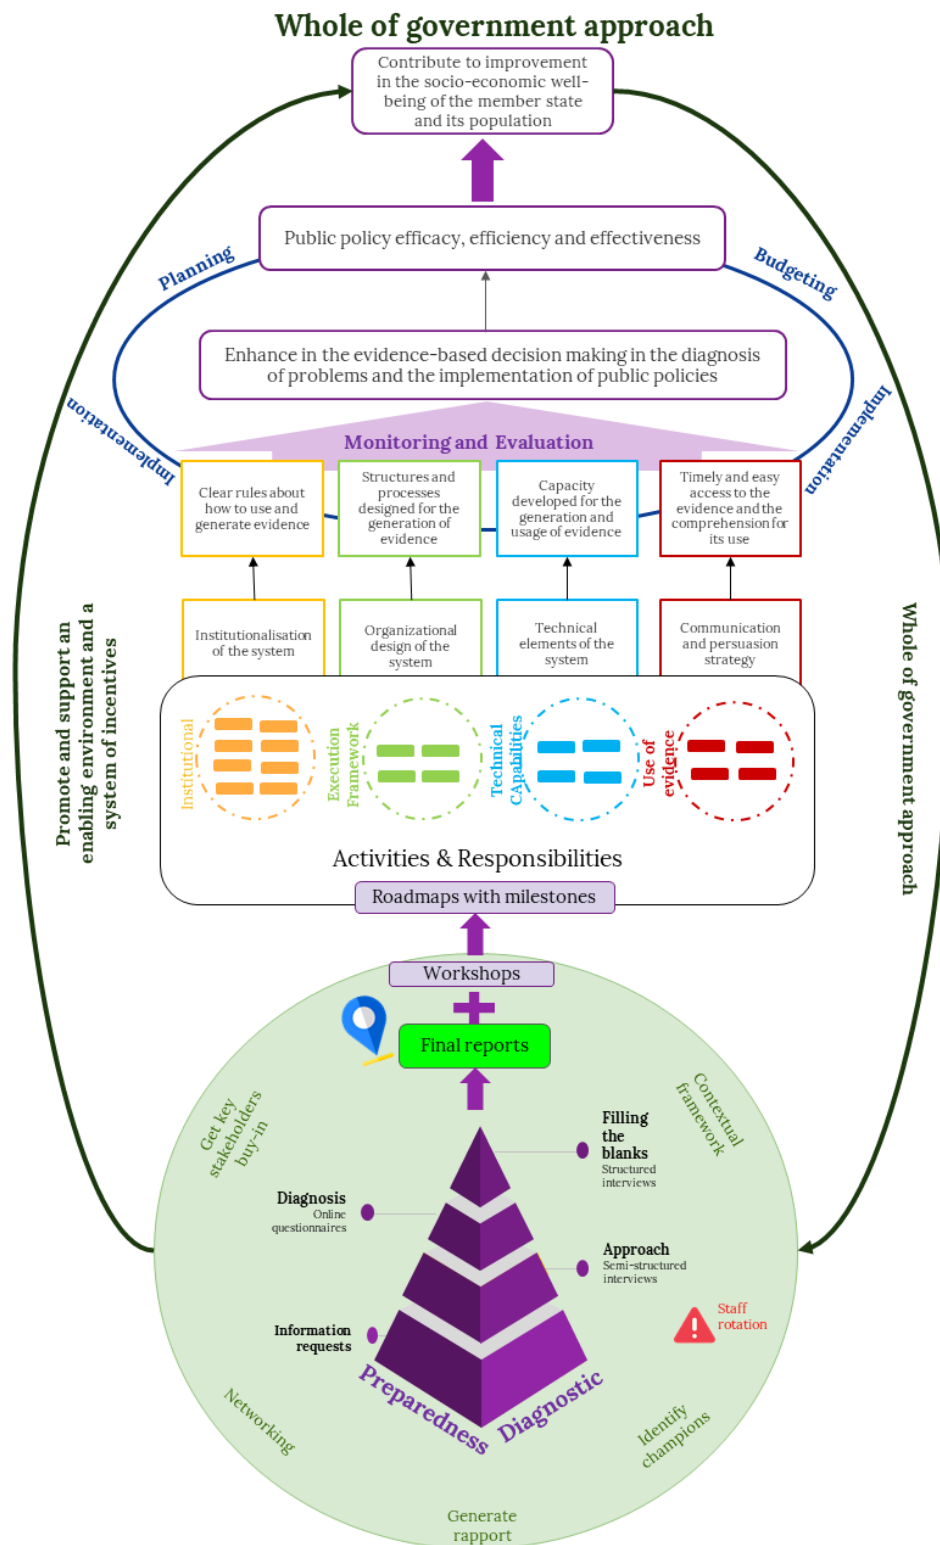 Whole of government approach
Contribute to improvement
in the socio-economic well-
being of the member state
and its population
Public policy efficacy, efficiency and effectiveness
Planning
Budgeting
Enhance in the evidence-based decision making in the diagnosis
of problems and the implementation of public policies
Implementation
Implementation
Monitoring and Evaluation
Clear rules about
how to use and
generate evidence
Structures and
processes
designed for the
generation of
evidence
Capacity
developed for the
generation and
usage of evidence
Timely and easy
access to the
evidence and the
comprehension for
its use
Institutionalisation
of the system
Organizational
design of the
system
Technical
elements of the
system
Communication
and persuasion
strategy
Promote and support an
enabling environment and a
system of incentives
Whole of government approach
Institutional
Execution
Framework
Technical
CApabilities
Use of
evidence
Activities & Responsibilities
Roadmaps with milestones
Workshops
Final reports
Get key
stakeholders
buy-in
Contextual
framework
Filling
the
blanks
Structured
interviews
Diagnosis
Online
questionnaires
Approach
Semi-structured
interviews
Staff
rotation
Information
requests
Preparedness
Diagnostic
Networking
Identify
champions
Generate
rapport